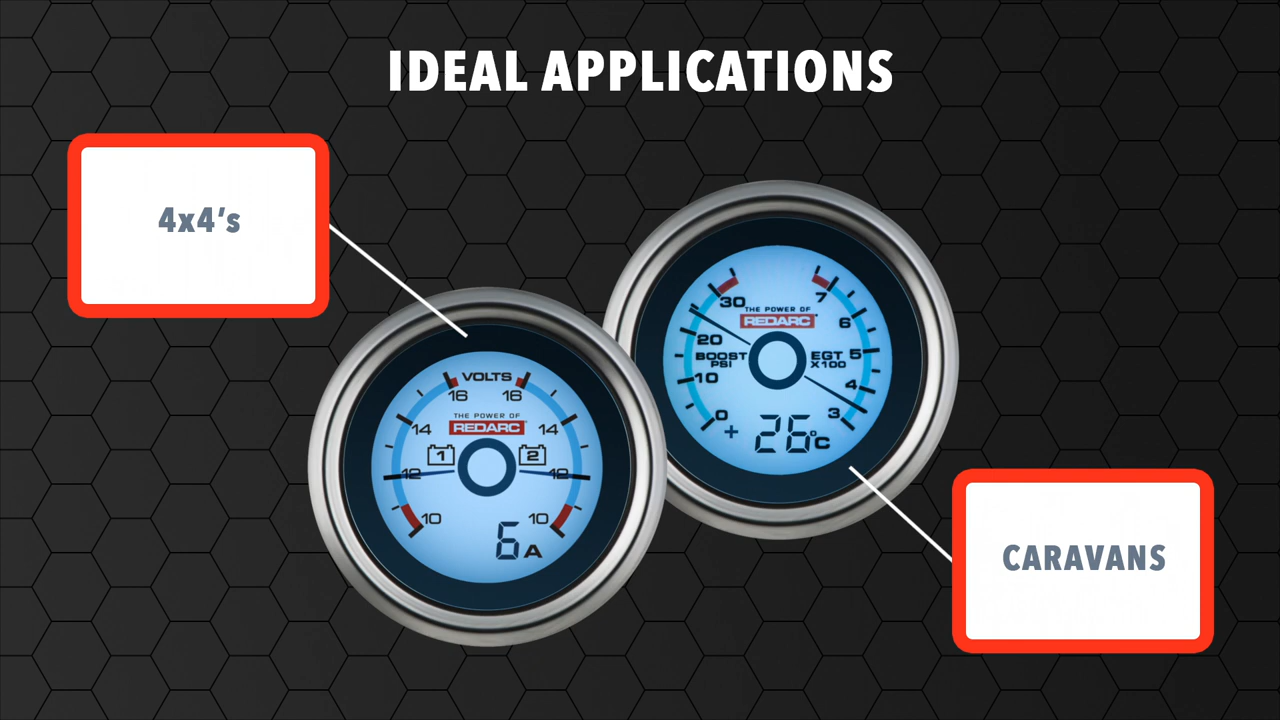 IDEAL APPLICATIONS
4x4's
30
THE POWER OF
REDARC
7
20
6
BOOST
PSI
EGT
X100
5
10
4
0
+
26°C
3
VOLTS
16
16
THE POWER OF
REDARC
14
14
1
2
12
12
10
10
6A
CARAVANS